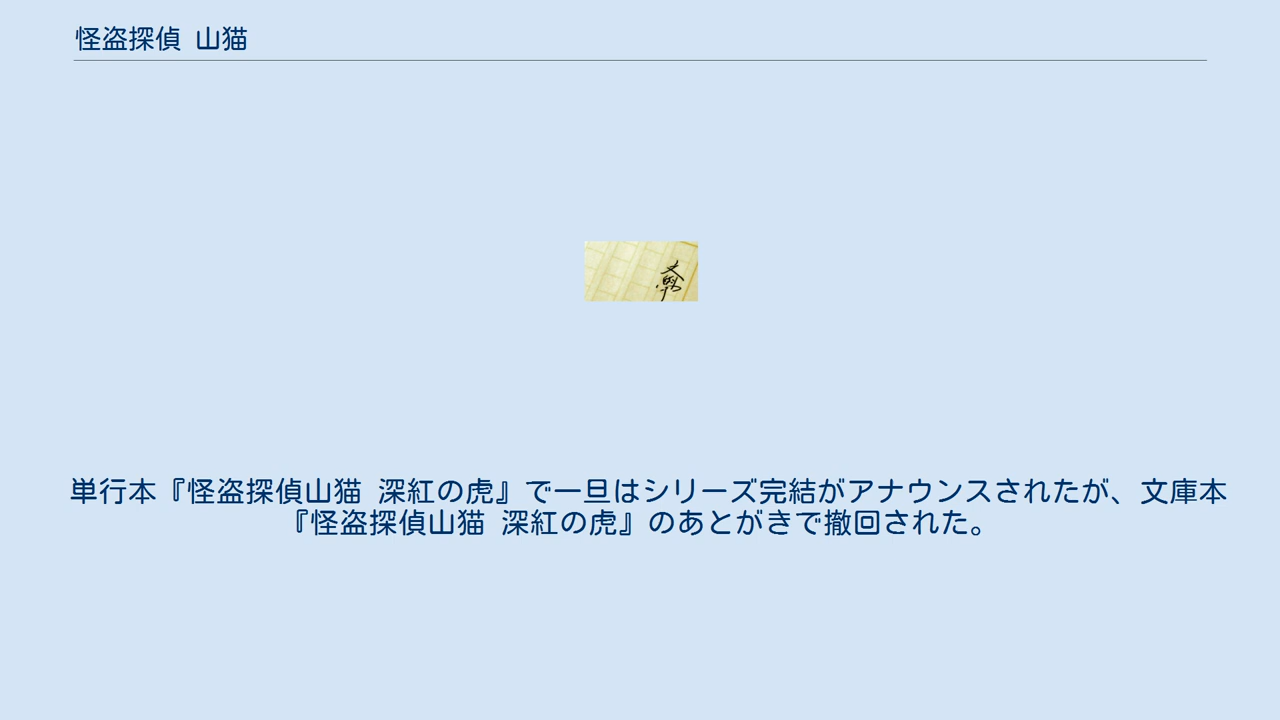 怪盗探偵 山猫
単行本『怪盗探偵山猫 深紅の虎』で一旦はシリーズ完結がアナウンスされたが、文庫本
『怪盗探偵山猫 深紅の虎』のあとがきで撤回された。